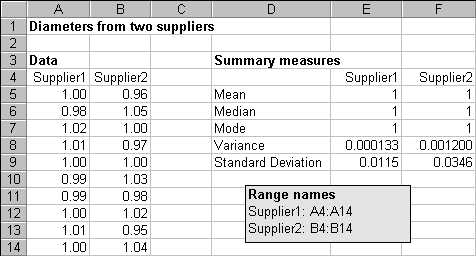 A B C D E F
1 Diameters from two suppliers
2
3 Data Summary measures
4 Supplier1 Supplier2 Supplier1 Supplier2
5 1.00 0.96 Mean 1 1
6 0.98 1.05 Median 1 1
7 1.02 1.00 Mode 1 1
8 1.01 0.97 Variance 0.000133 0.001200
9 1.00 1.00 Standard Deviation 0.0115 0.0346
10 0.99 1.03
11 0.99 0.98 Range names
12 1.00 1.02 Supplier1: A4:A14
13 1.01 0.95 Supplier2: B4:B14
14 1.00 1.04